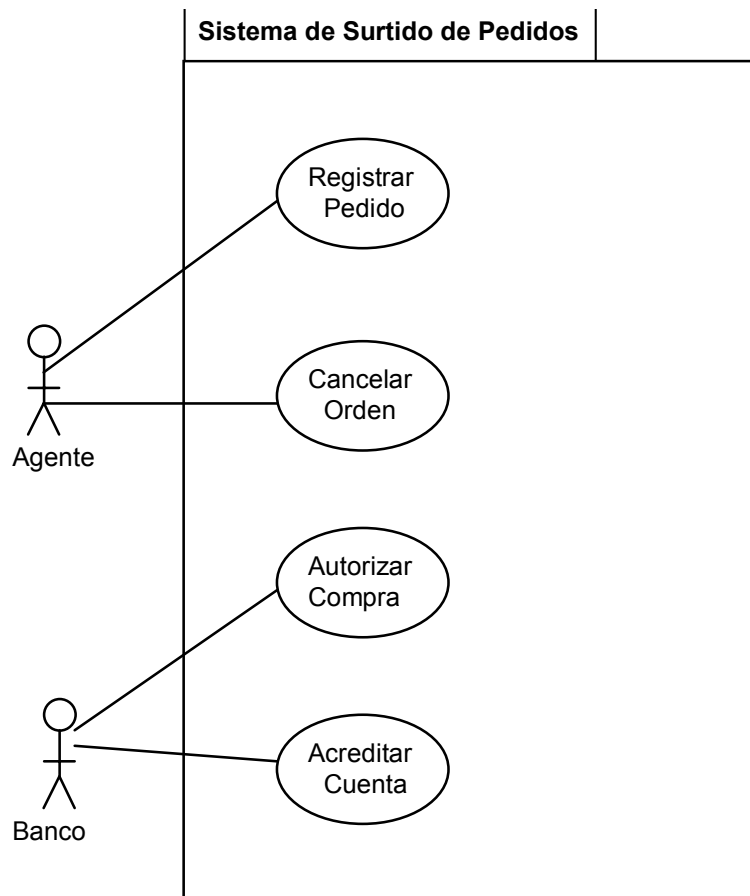 Sistema de Surtido de Pedidos
Registrar
Pedido
Cancelar
Orden
Agente
Autorizar
Compra
Acreditar
Cuenta
Banco